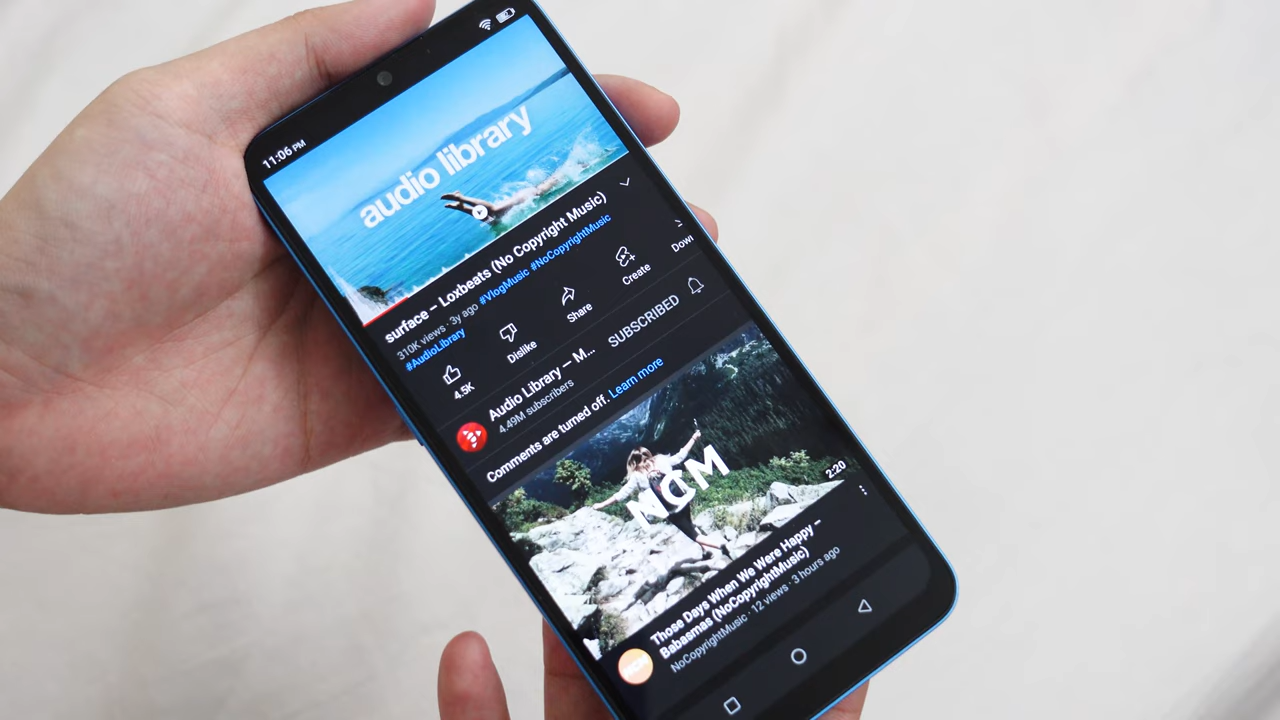 11:06 PM
audio library
surface – Loxbeats (No Copyright Music)
310K views · 3y ago #VlogMusic #NoCopyrightMusic
#AudioLibrary
4.5K
Dislike
Share
Create
Audio Library — M...
4.49M subscribers
SUBSCRIBED
Comments are turned off. Learn more
NCM
2:20
Those Days When We Were Happy –
Babasmas (NoCopyrightMusic)
NoCopyrightMusic · 12 views · 3 hours ago